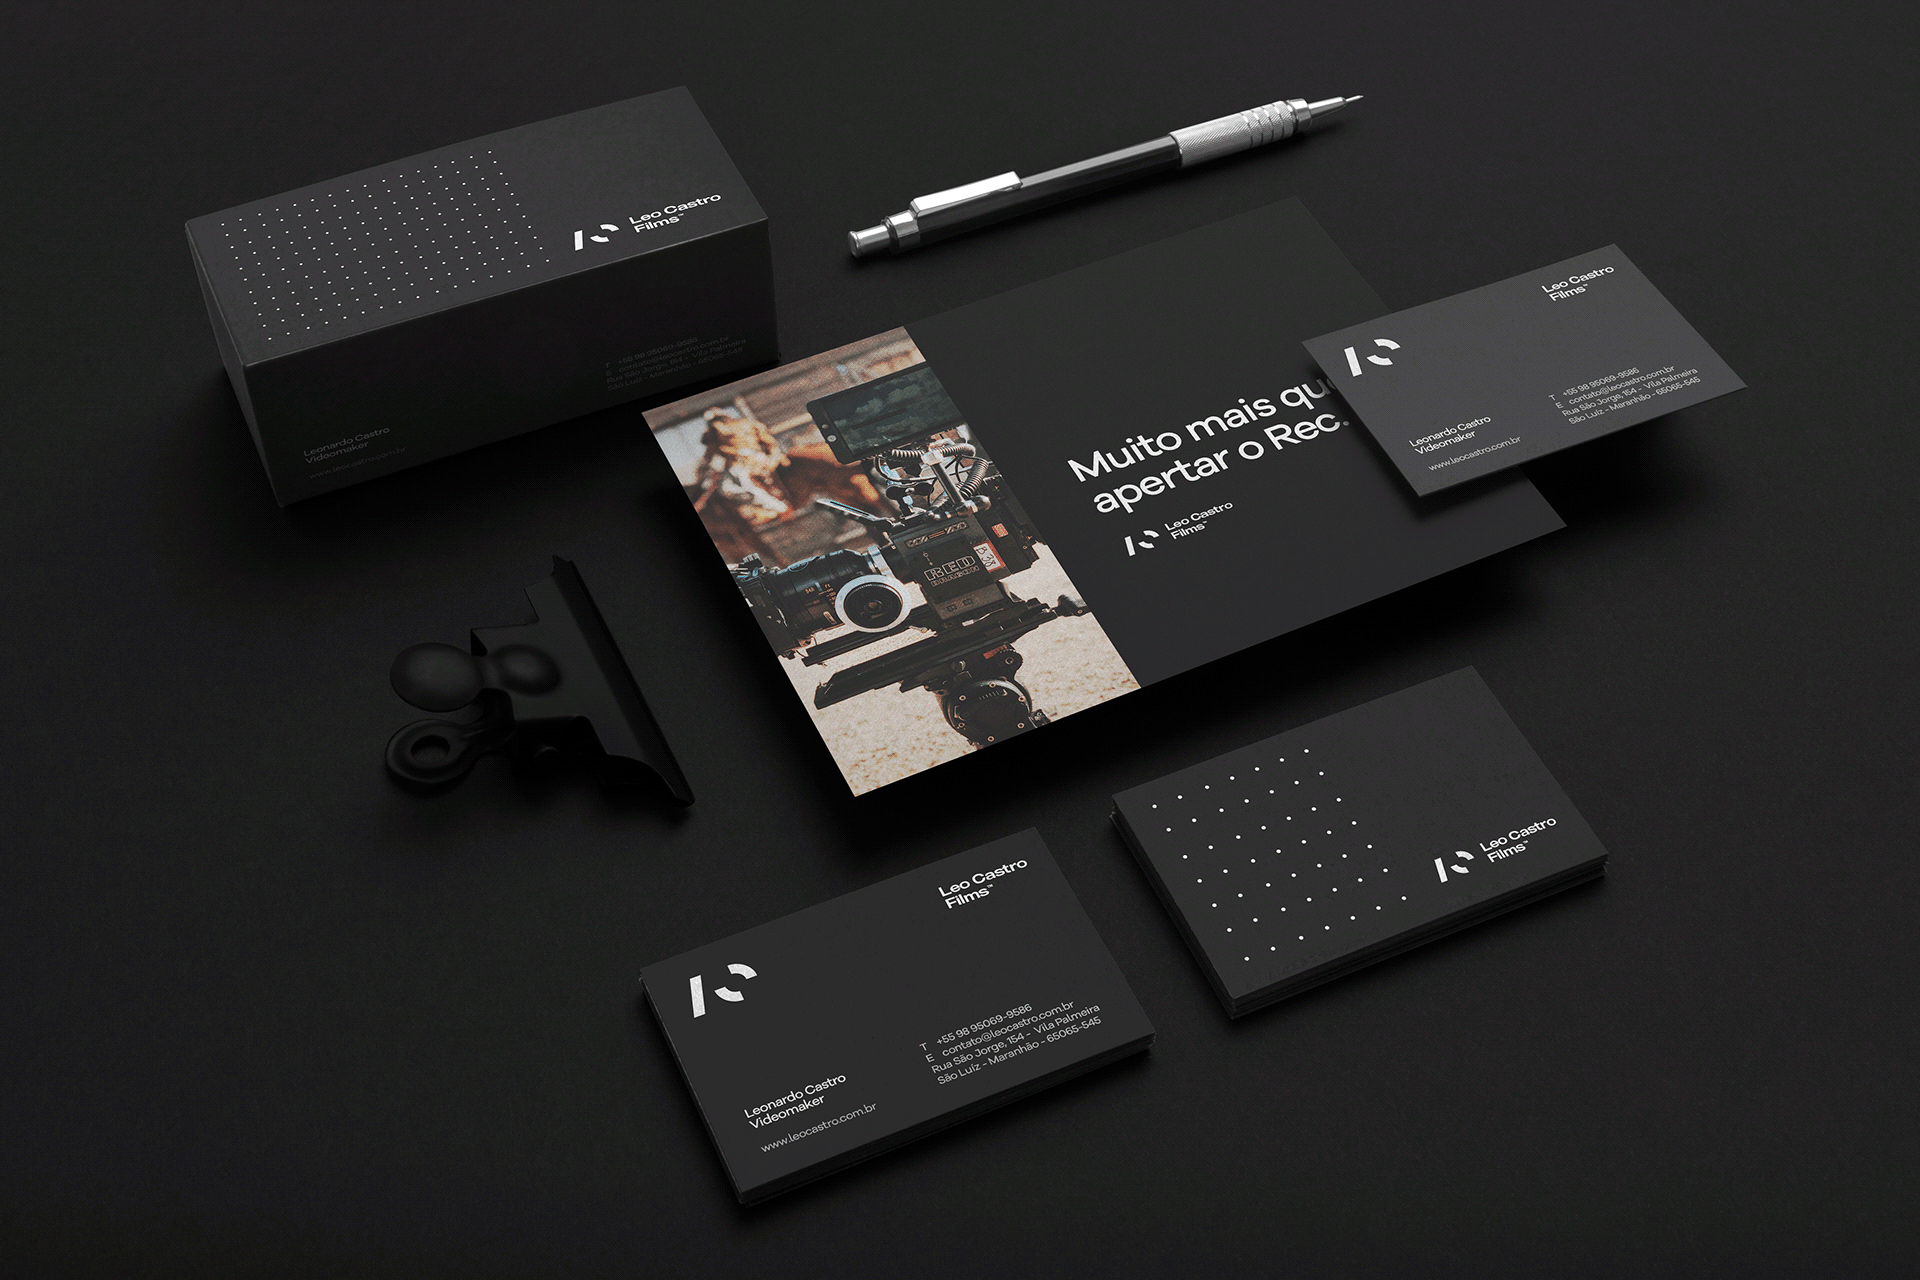 Leo Castro
Films™
T +55 98 95069-9586
E contato@leocastro.com.br
Rua São Jorge, 154 - Vila Palmeira
São Luíz - Maranhão - 65065-545
Leonardo Castro
Videomaker
www.leocastro.com.br
Muito mais que
apertar o Rec.
Leo Castro
Films™
RED
Leo Castro
Films™
T +55 98 95069-9586
E contato@leocastro.com.br
Rua São Jorge, 154 - Vila Palmeira
São Luíz - Maranhão - 65065-545
Leonardo Castro
Videomaker
www.leocastro.com.br
Leo Castro
Films™
Leo Castro
Films™
T +55 98 95069-9586
E contato@leocastro.com.br
Rua São Jorge, 154 - Vila Palmeira
São Luíz - Maranhão - 65065-545
Leonardo Castro
Videomaker
www.leocastro.com.br